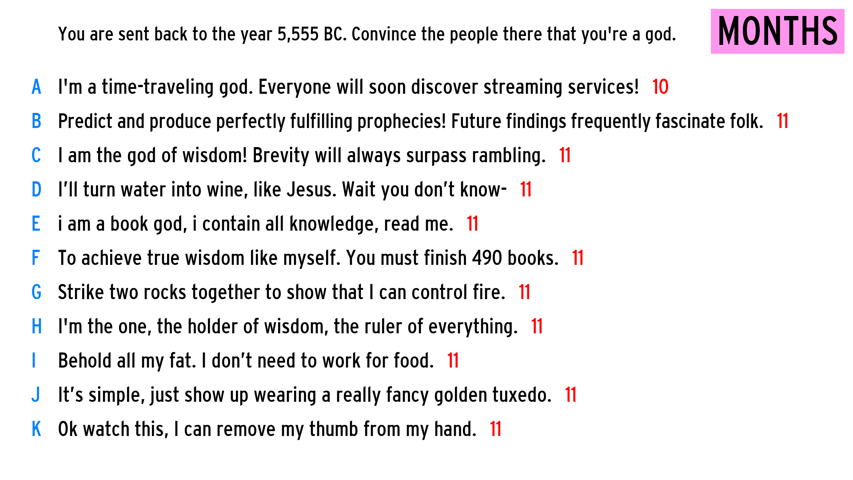 You are sent back to the year 5,555 BC. Convince the people there that you're a god.
MONTHS
A I'm a time-traveling god. Everyone will soon discover streaming services! 10
B Predict and produce perfectly fulfilling prophecies! Future findings frequently fascinate folk. 11
C I am the god of wisdom! Brevity will always surpass rambling. 11
D I’ll turn water into wine, like Jesus. Wait you don’t know- 11
E i am a book god, i contain all knowledge, read me. 11
F To achieve true wisdom like myself. You must finish 490 books. 11
G Strike two rocks together to show that I can control fire. 11
H I'm the one, the holder of wisdom, the ruler of everything. 11
I Behold all my fat. I don’t need to work for food. 11
J It’s simple, just show up wearing a really fancy golden tuxedo. 11
K Ok watch this, I can remove my thumb from my hand. 11